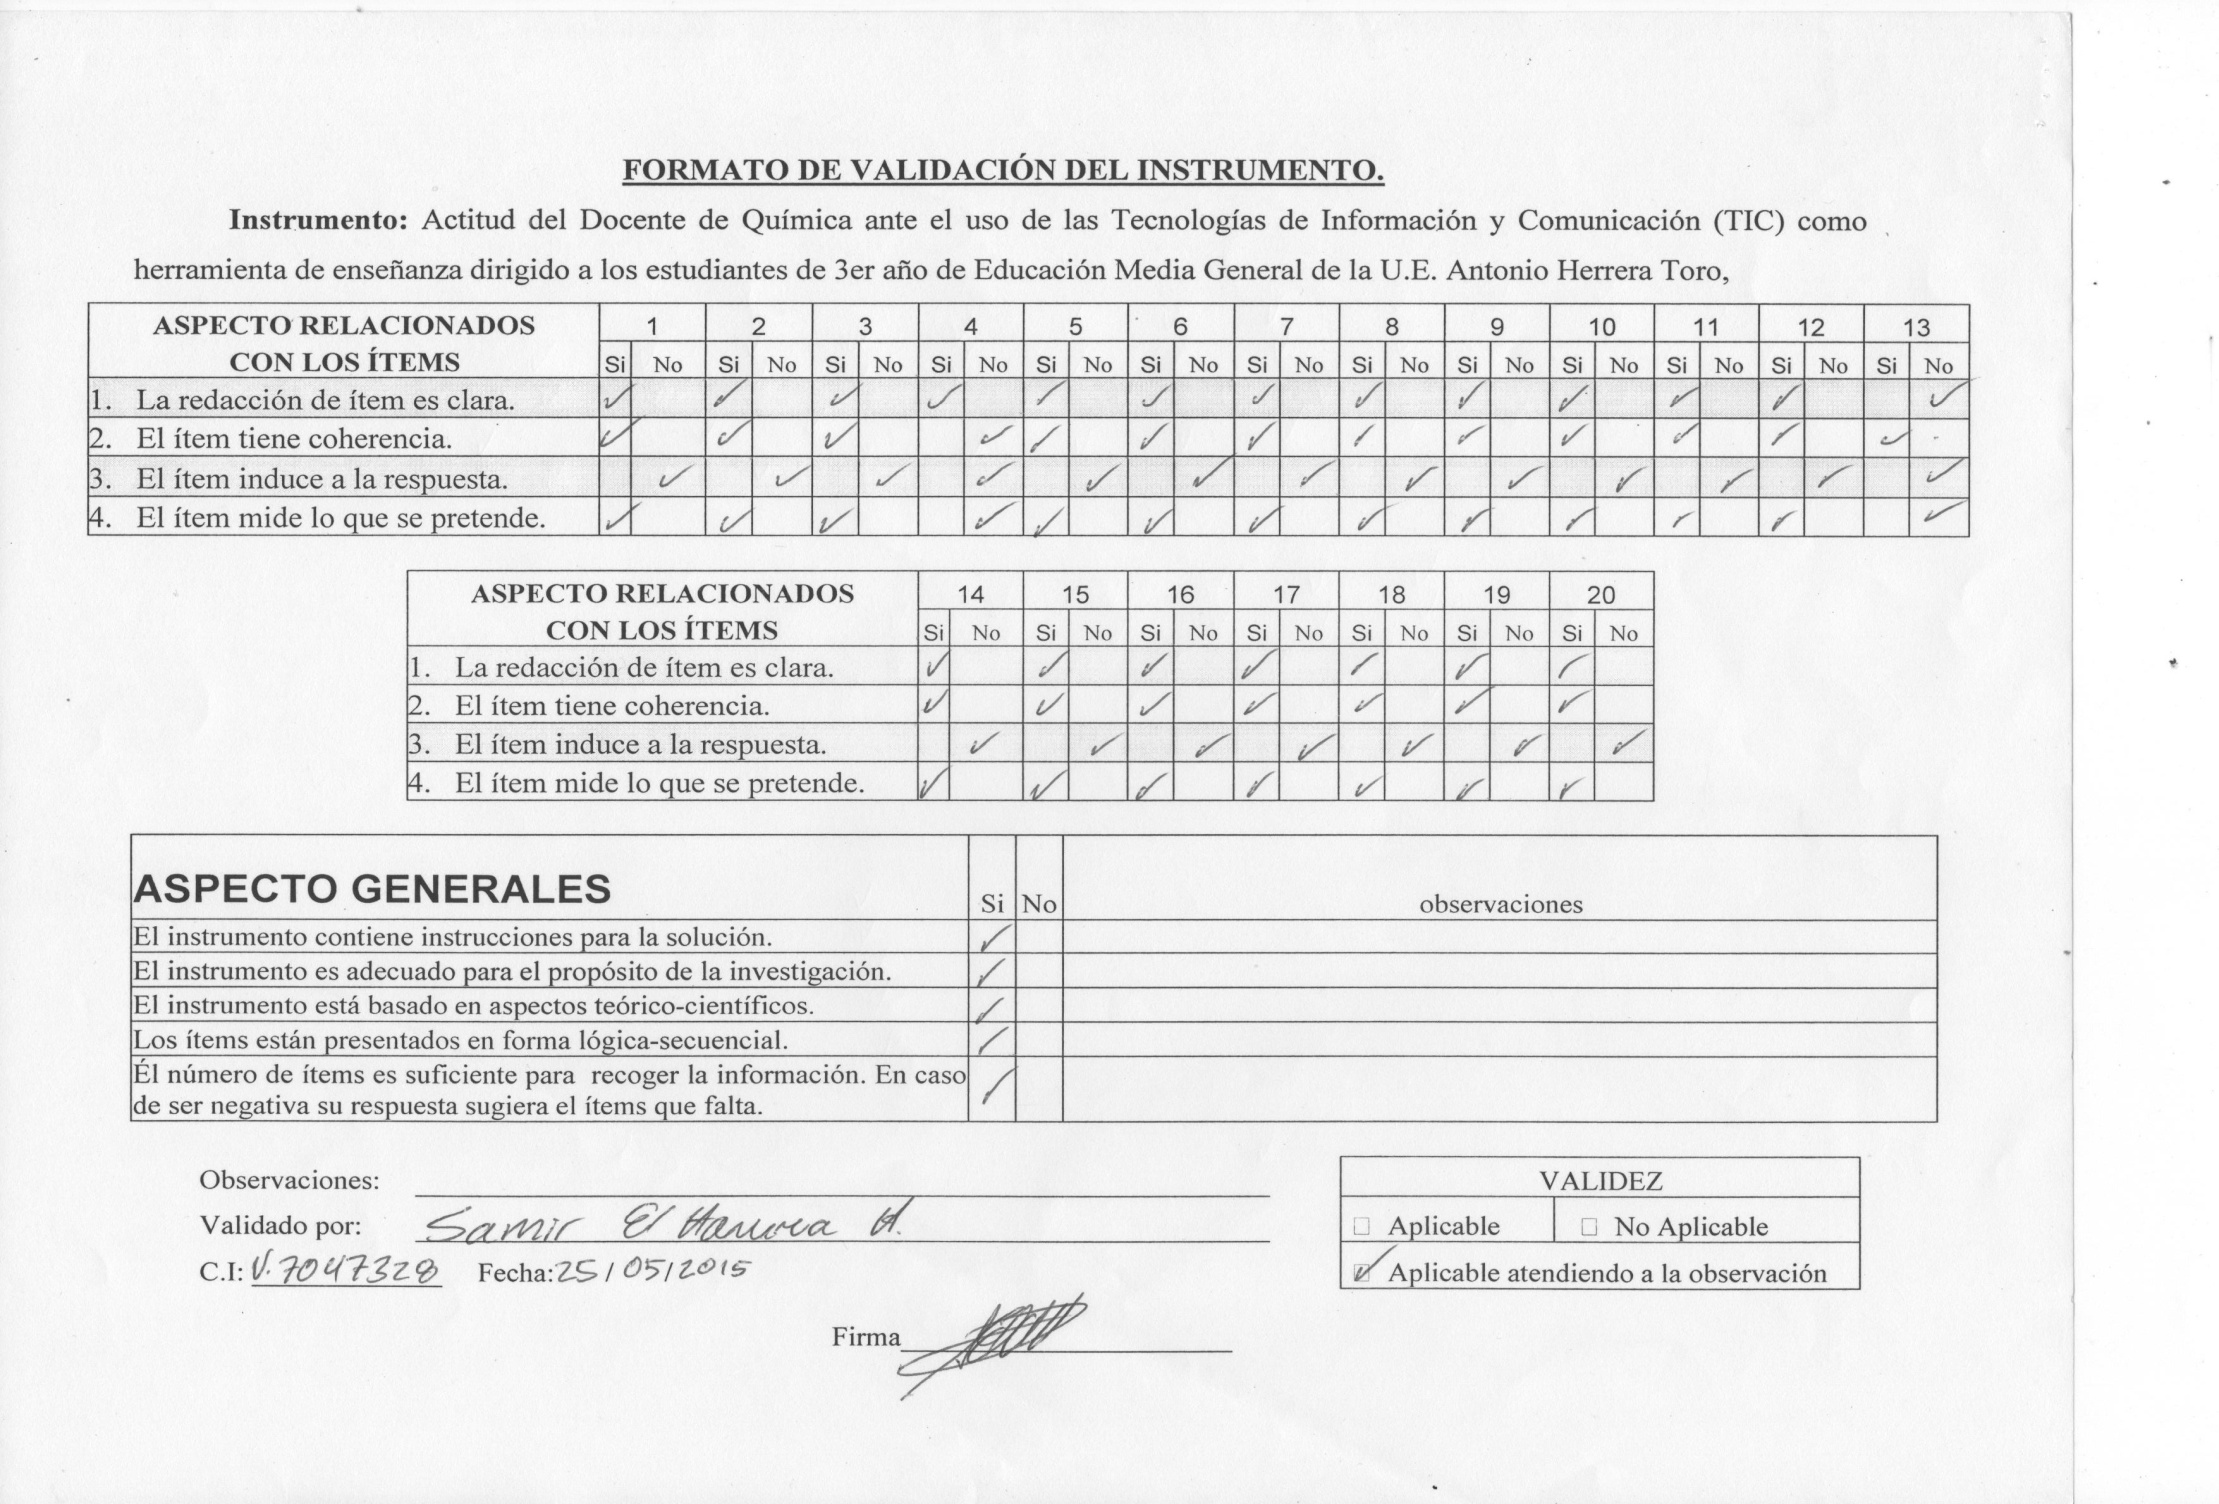 FORMATO DE VALIDACIÓN DEL INSTRUMENTO.
Instrumento: Actitud del Docente de Química ante el uso de las Tecnologías de Información y Comunicación (TIC) como
herramienta de enseñanza dirigido a los estudiantes de 3er año de Educación Media General de la U.E. Antonio Herrera Toro,
ASPECTO RELACIONADOS CON LOS ÍTEMS 1 2 3 4 5 6 7 8 9 10 11 12 13
Si No Si No Si No Si No Si No Si No Si No Si No Si No Si No Si No Si No Si No
1. La redacción de ítem es clara. ✓ ✓ ✓ ✓ ✓ ✓ ✓ ✓ ✓ ✓ ✓ ✓ ✓
2. El ítem tiene coherencia. ✓ ✓ ✓ ✓ ✓ ✓ ✓ ✓ ✓ ✓ ✓ ✓ ✓
3. El ítem induce a la respuesta. ✓ ✓ ✓ ✓ ✓ ✓ ✓ ✓ ✓ ✓ ✓ ✓ ✓
4. El ítem mide lo que se pretende. ✓ ✓ ✓ ✓ ✓ ✓ ✓ ✓ ✓ ✓ ✓ ✓ ✓
ASPECTO RELACIONADOS CON LOS ÍTEMS 14 15 16 17 18 19 20
Si No Si No Si No Si No Si No Si No Si No
1. La redacción de ítem es clara. ✓ ✓ ✓ ✓ ✓ ✓ ✓
2. El ítem tiene coherencia. ✓ ✓ ✓ ✓ ✓ ✓ ✓
3. El ítem induce a la respuesta. ✓ ✓ ✓ ✓ ✓ ✓ ✓
4. El ítem mide lo que se pretende. ✓ ✓ ✓ ✓ ✓ ✓ ✓
ASPECTO GENERALES Si No observaciones
El instrumento contiene instrucciones para la solución. ✓
El instrumento es adecuado para el propósito de la investigación. ✓
El instrumento está basado en aspectos teórico-científicos. ✓
Los ítems están presentados en forma lógica-secuencial. ✓
Él número de ítems es suficiente para recoger la información. En caso ✓
de ser negativa su respuesta sugiera el ítems que falta.
Observaciones:
Validado por: Samir El H.
C.I: V.7047328 Fecha: 25/05/2015
VALIDEZ
☐ Aplicable ☐ No Aplicable
☑ Aplicable atendiendo a la observación
Firma